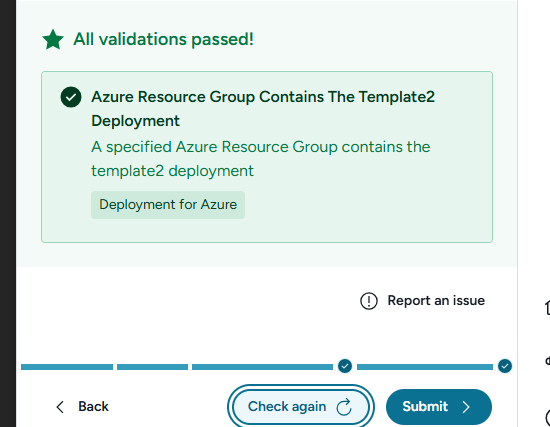 All validations passed!
Azure Resource Group Contains The Template2
Deployment
A specified Azure Resource Group contains the
template2 deployment
Deployment for Azure
Report an issue
Back
Check again
Submit